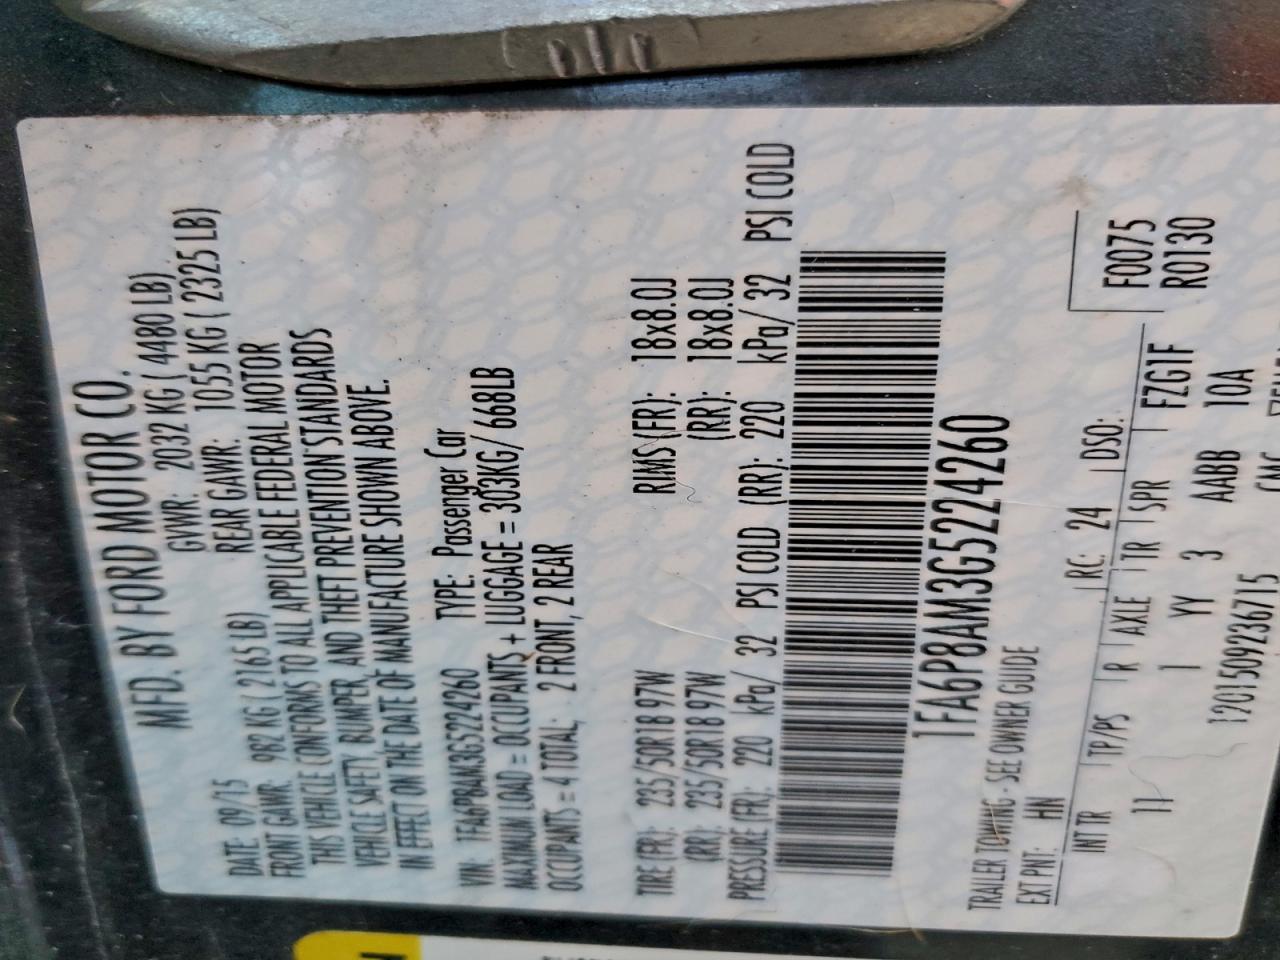 MFD. BY FORD MOTOR CO.
DATE: 09/15 GVWR: 2032 KG ( 4480 LB)
FRONT GAWR: 982 KG ( 2165 LB) REAR GAWR: 1055 KG ( 2325 LB)
THIS VEHICLE CONFORMS TO ALL APPLICABLE FEDERAL MOTOR
VEHICLE SAFETY, BUMPER, AND THEFT PREVENTION STANDARDS
IN EFFECT ON THE DATE OF MANUFACTURE SHOWN ABOVE.
VIN: 1FA6P8AM3G5224260 TYPE: Passenger Car
MAXIMUM LOAD = OCCUPANTS + LUGGAGE = 303KG/ 668LB
OCCUPANTS = 4 TOTAL; 2 FRONT, 2 REAR
TIRE (FR): 235/50R18 97W RIMS (FR): 18x8.0J
(RR): 235/50R18 97W (RR): 18x8.0J
PRESSURE (FR): 220 kPa/ 32 PSI COLD (RR): 220 kPa/ 32 PSI COLD
1FA6P8AM3G5224260
TRAILER TOWING - SEE OWNER GUIDE
EXT PNT: HN RC: 24 DSO: F0075
INT TR TP/PS R AXLE TR SPR FZG1F R0130
11 1 YY 3 AABB 10A
12015092367​15